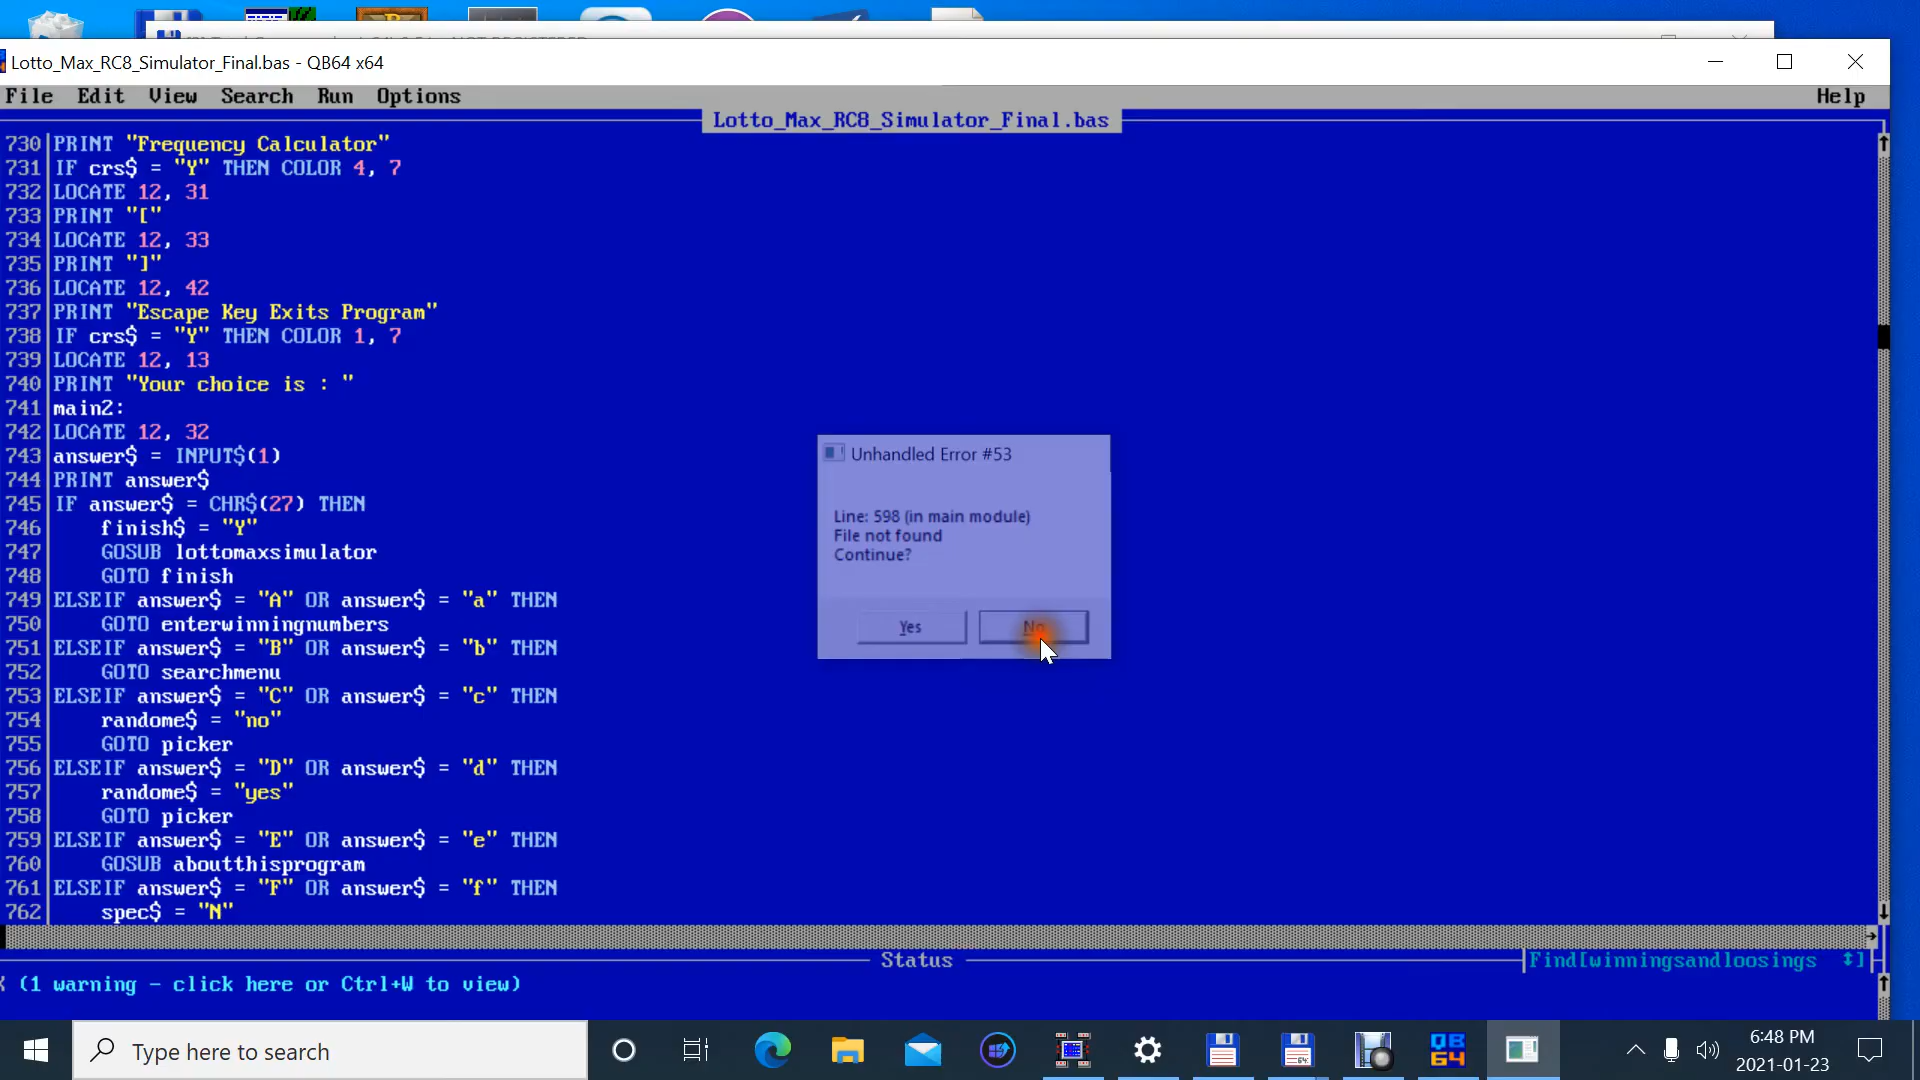 Lotto_Max_RC8_Simulator_Final.bas - QB64 x64
File Edit View Search Run Options Help
Lotto_Max_RC8_Simulator_Final.bas
730 PRINT "Frequency Calculator"
731 IF crs$ = "Y" THEN COLOR 4, 7
732 LOCATE 12, 31
733 PRINT "["
734 LOCATE 12, 33
735 PRINT "]"
736 LOCATE 12, 42
737 PRINT "Escape Key Exits Program"
738 IF crs$ = "Y" THEN COLOR 1, 7
739 LOCATE 12, 13
740 PRINT "Your choice is : "
741 main2:
742 LOCATE 12, 32
743 answer$ = INPUT$(1)
744 PRINT answer$
745 IF answer$ = CHR$(27) THEN
746 finish$ = "Y"
747 GOSUB lottomaxsimulator
748 GOTO finish
749 ELSEIF answer$ = "A" OR answer$ = "a" THEN
750 GOTO enterwinningnumbers
751 ELSEIF answer$ = "B" OR answer$ = "b" THEN
752 GOTO searchmenu
753 ELSEIF answer$ = "C" OR answer$ = "c" THEN
754 randome$ = "no"
755 GOTO picker
756 ELSEIF answer$ = "D" OR answer$ = "d" THEN
757 randome$ = "yes"
758 GOTO picker
759 ELSEIF answer$ = "E" OR answer$ = "e" THEN
760 GOSUB aboutthisprogram
761 ELSEIF answer$ = "F" OR answer$ = "f" THEN
762 spec$ = "N"
Unhandled Error #53
Line: 598 (in main module)
File not found
Continue?
Yes No
Status
Find[winningsandloosings ]
(1 warning - click here or Ctrl+W to view)
Type here to search
QB
64
6:48 PM
2021-01-23